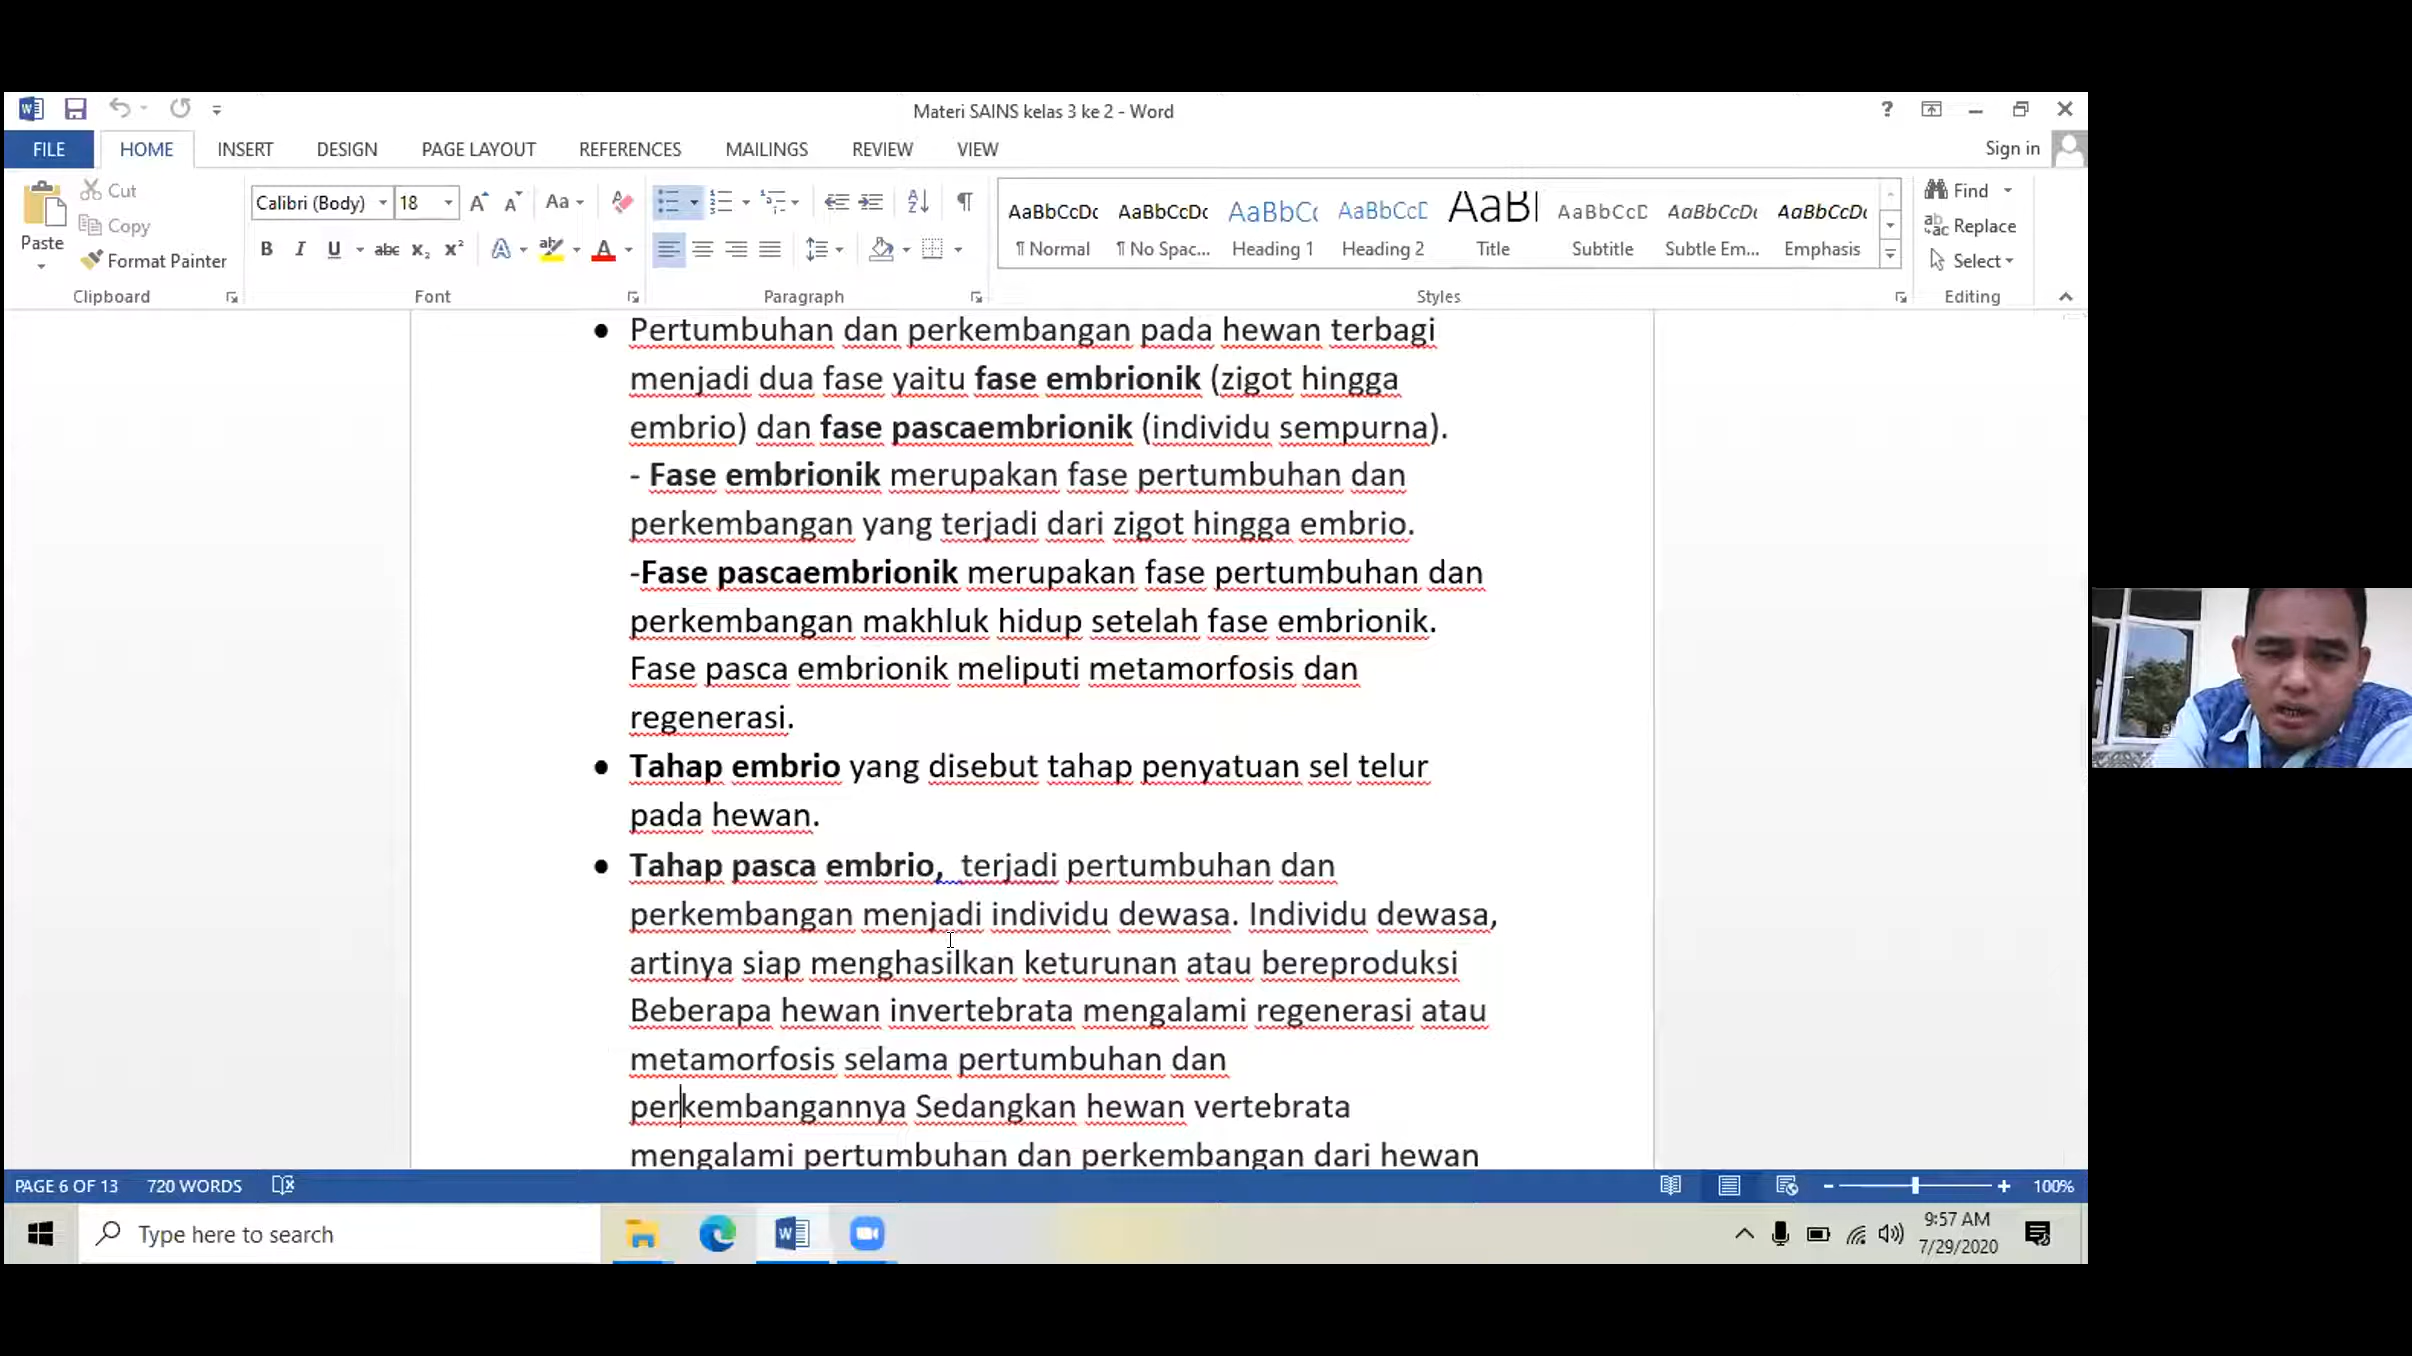 Materi SAINS kelas 3 ke 2 - Word
?
FILE HOME INSERT DESIGN PAGE LAYOUT REFERENCES MAILINGS REVIEW VIEW Sign in
Paste
Cut
Copy
Format Painter
Clipboard
Calibri (Body) 18
Aa
B I U abc x₂ x² A ab A
Font
Paragraph
AaBbCcDc AaBbCcDc AaBbCc AaBbCcD AaBl AaBbCcD AaBbCcDc AaBbCcDc
¶ Normal ¶ No Spac... Heading 1 Heading 2 Title Subtitle Subtle Em... Emphasis
Styles
Find
Replace
Select
Editing
• Pertumbuhan dan perkembangan pada hewan terbagi
menjadi dua fase yaitu fase embrionik (zigot hingga
embrio) dan fase pascaembrionik (individu sempurna).
- Fase embrionik merupakan fase pertumbuhan dan
perkembangan yang terjadi dari zigot hingga embrio.
-Fase pascaembrionik merupakan fase pertumbuhan dan
perkembangan makhluk hidup setelah fase embrionik.
Fase pasca embrionik meliputi metamorfosis dan
regenerasi.
• Tahap embrio yang disebut tahap penyatuan sel telur
pada hewan.
• Tahap pasca embrio, terjadi pertumbuhan dan
perkembangan menjadi individu dewasa. Individu dewasa,
artinya siap menghasilkan keturunan atau bereproduksi
Beberapa hewan invertebrata mengalami regenerasi atau
metamorfosis selama pertumbuhan dan
perkembangannya Sedangkan hewan vertebrata
mengalami pertumbuhan dan perkembangan dari hewan
PAGE 6 OF 13 720 WORDS 100%
Type here to search
9:57 AM
7/29/2020